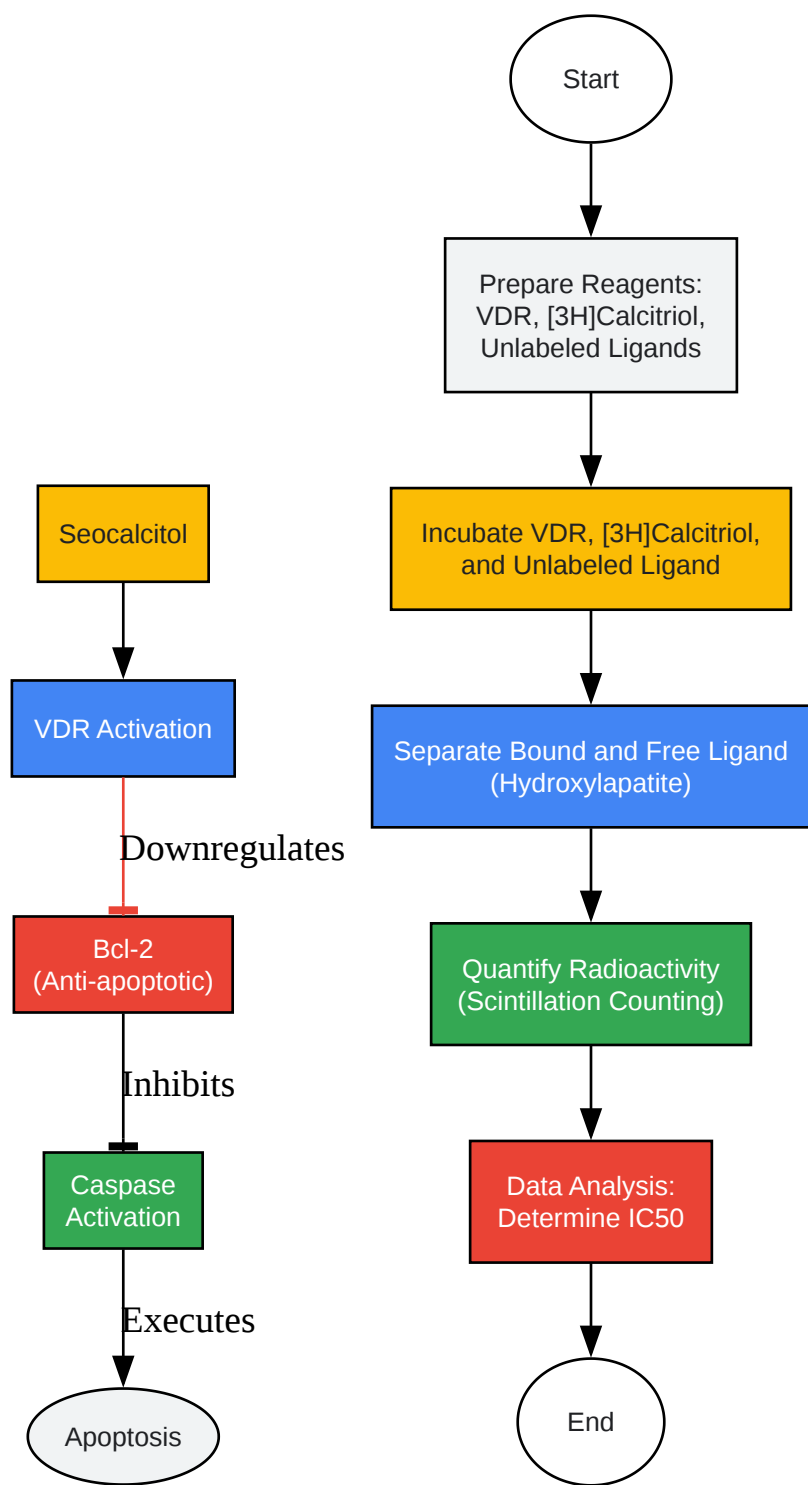 Start
Prepare Reagents:
VDR, [3H]Calcitriol,
Unlabeled Ligands
Incubate VDR, [3H]Calcitriol,
and Unlabeled Ligand
Separate Bound and Free Ligand
(Hydroxylapatite)
Quantify Radioactivity
(Scintillation Counting)
Data Analysis:
Determine IC50
End
Seocalcitol
VDR Activation
Downregulates
Bcl-2
(Anti-apoptotic)
Inhibits
Caspase
Activation
Executes
Apoptosis